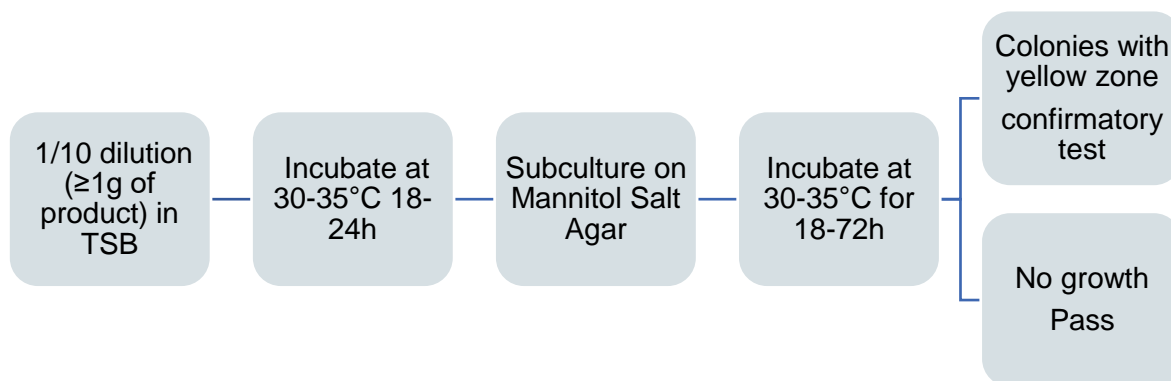 1/10 dilution
(≥1g of
product) in
TSB
Incubate at
30-35°C 18-
24h
Subculture on
Mannitol Salt
Agar
Incubate at
30-35°C for
18-72h
Colonies with
yellow zone
confirmatory
test
No growth
Pass